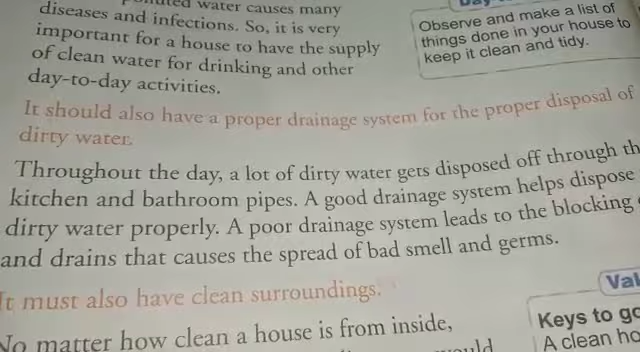 water causes many
diseases and infections. So, it is very
important for a house to have the supply
of clean water for drinking and other
day-to-day activities.
Observe and make a list of
things done in your house to
keep it clean and tidy.
It should also have a proper drainage system for the proper disposal of
dirty water.
Throughout the day, a lot of dirty water gets disposed off through th
kitchen and bathroom pipes. A good drainage system helps dispose
dirty water properly. A poor drainage system leads to the blocking
and drains that causes the spread of bad smell and germs.
It must also have clean surroundings.
No matter how clean a house is from inside,
Val
Keys to go
A clean ho